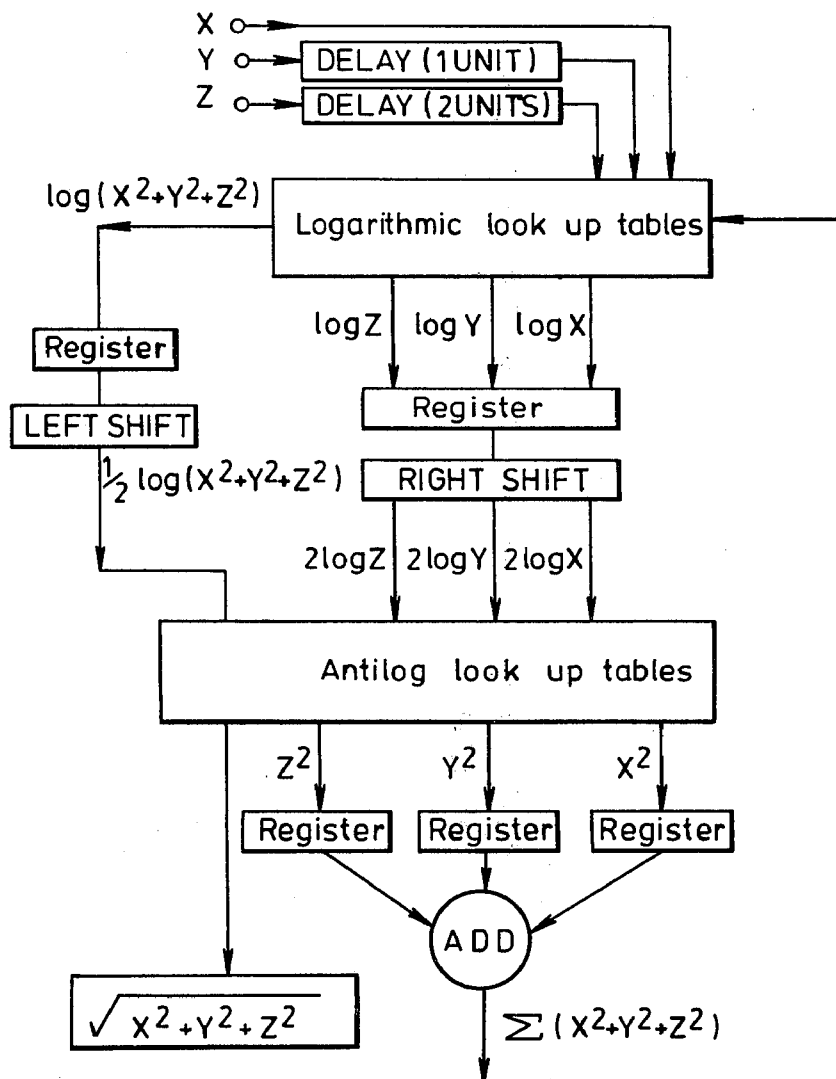 X
Y DELAY (1UNIT)
Z DELAY (2UNITS)
log(X²+Y²+Z²)
Logarithmic look up tables
logZ logY logX
Register
Register
LEFT SHIFT
½ log(X²+Y²+Z²)
RIGHT SHIFT
2logZ 2logY 2logX
Antilog look up tables
Z² Y² X²
Register Register Register
ADD
√X²+Y²+Z²
Σ(X²+Y²+Z²)